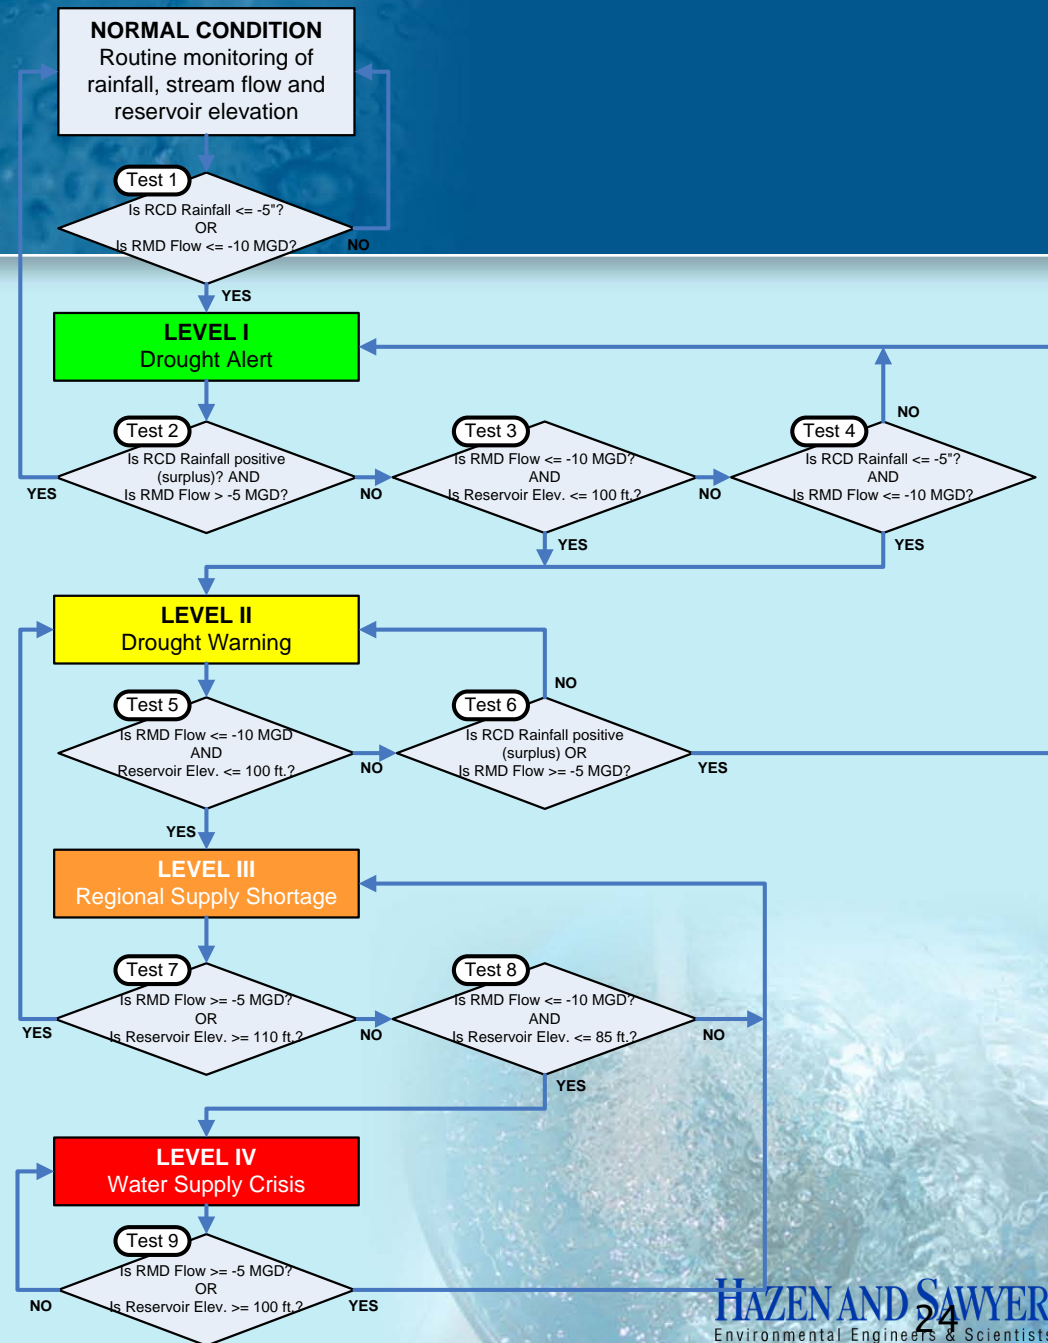 NORMAL CONDITION
Routine monitoring of
rainfall, stream flow and
reservoir elevation
Test 1
Is RCD Rainfall <= -5"?
OR
Is RMD Flow <= -10 MGD?
NO
YES
LEVEL I
Drought Alert
Test 2
Is RCD Rainfall positive
(surplus)? AND
Is RMD Flow > -5 MGD?
YES
NO
Test 3
Is RMD Flow <= -10 MGD?
AND
Is Reservoir Elev. <= 100 ft.?
NO
YES
Test 4
Is RCD Rainfall <= -5"?
AND
Is RMD Flow <= -10 MGD?
NO
YES
LEVEL II
Drought Warning
Test 5
Is RMD Flow <= -10 MGD
AND
Reservoir Elev. <= 100 ft.?
NO
YES
Test 6
Is RCD Rainfall positive
(surplus) OR
Is RMD Flow >= -5 MGD?
NO
YES
LEVEL III
Regional Supply Shortage
Test 7
Is RMD Flow >= -5 MGD?
OR
Is Reservoir Elev. >= 110 ft.?
YES
NO
Test 8
Is RMD Flow <= -10 MGD?
AND
Is Reservoir Elev. <= 85 ft.?
NO
YES
LEVEL IV
Water Supply Crisis
Test 9
Is RMD Flow >= -5 MGD?
OR
Is Reservoir Elev. >= 100 ft.?
NO
YES
HAZEN AND SAWYER
24
Environmental Engineers & Scientists